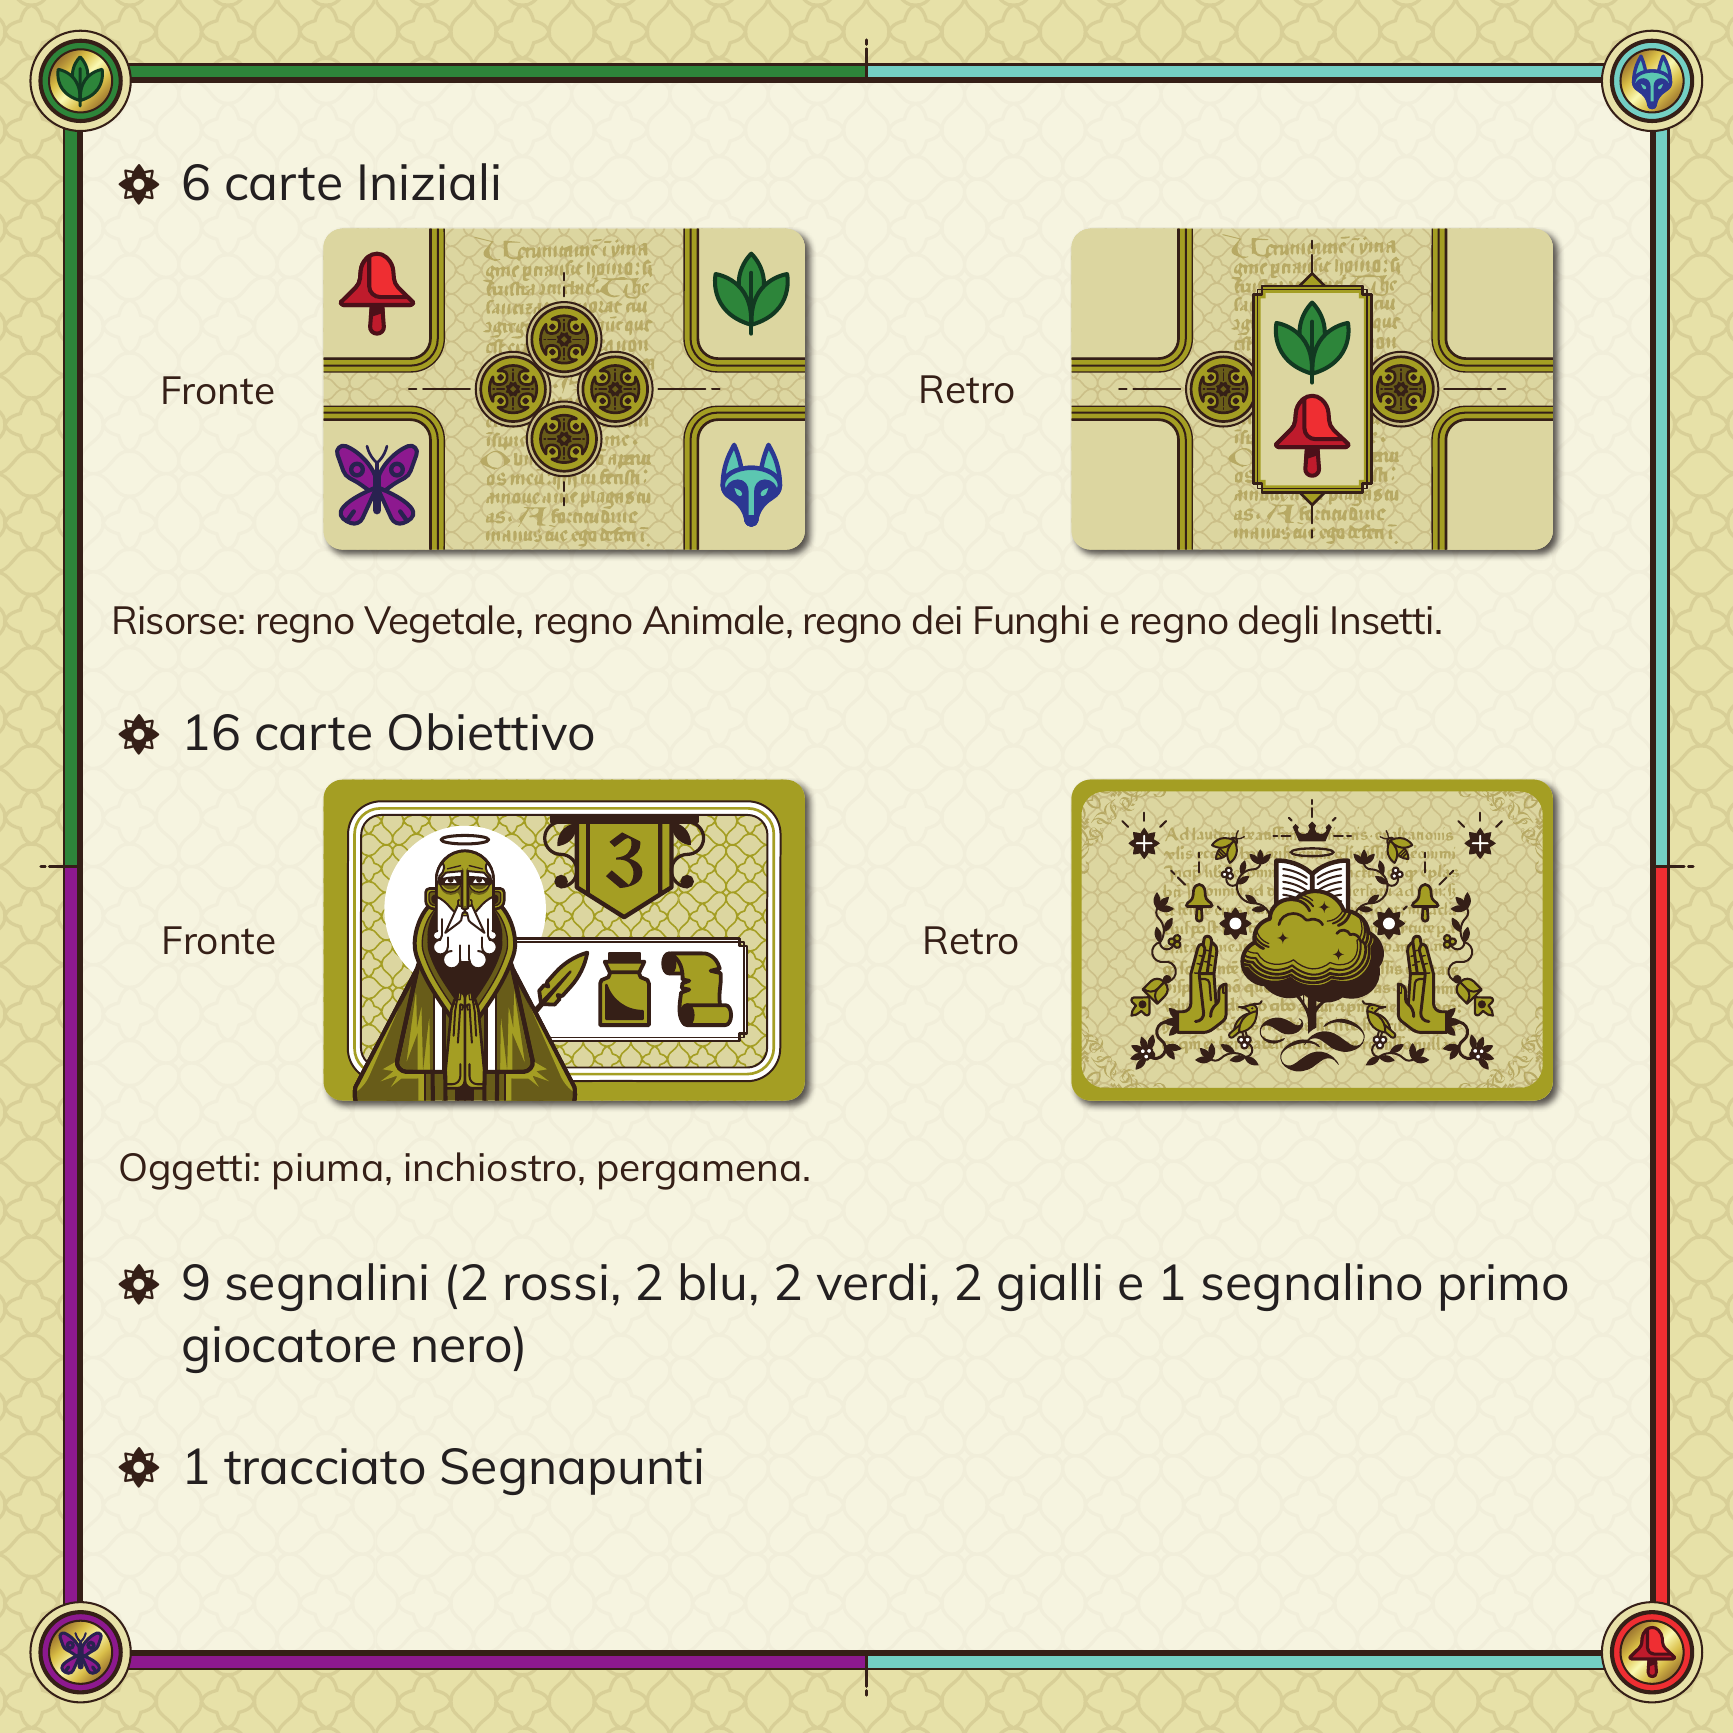 6 carte Iniziali
Fronte
Retro
Risorse: regno Vegetale, regno Animale, regno dei Funghi e regno degli Insetti.
16 carte Obiettivo
3
Fronte
Retro
Oggetti: piuma, inchiostro, pergamena.
9 segnalini (2 rossi, 2 blu, 2 verdi, 2 gialli e 1 segnalino primo
giocatore nero)
1 tracciato Segnapunti